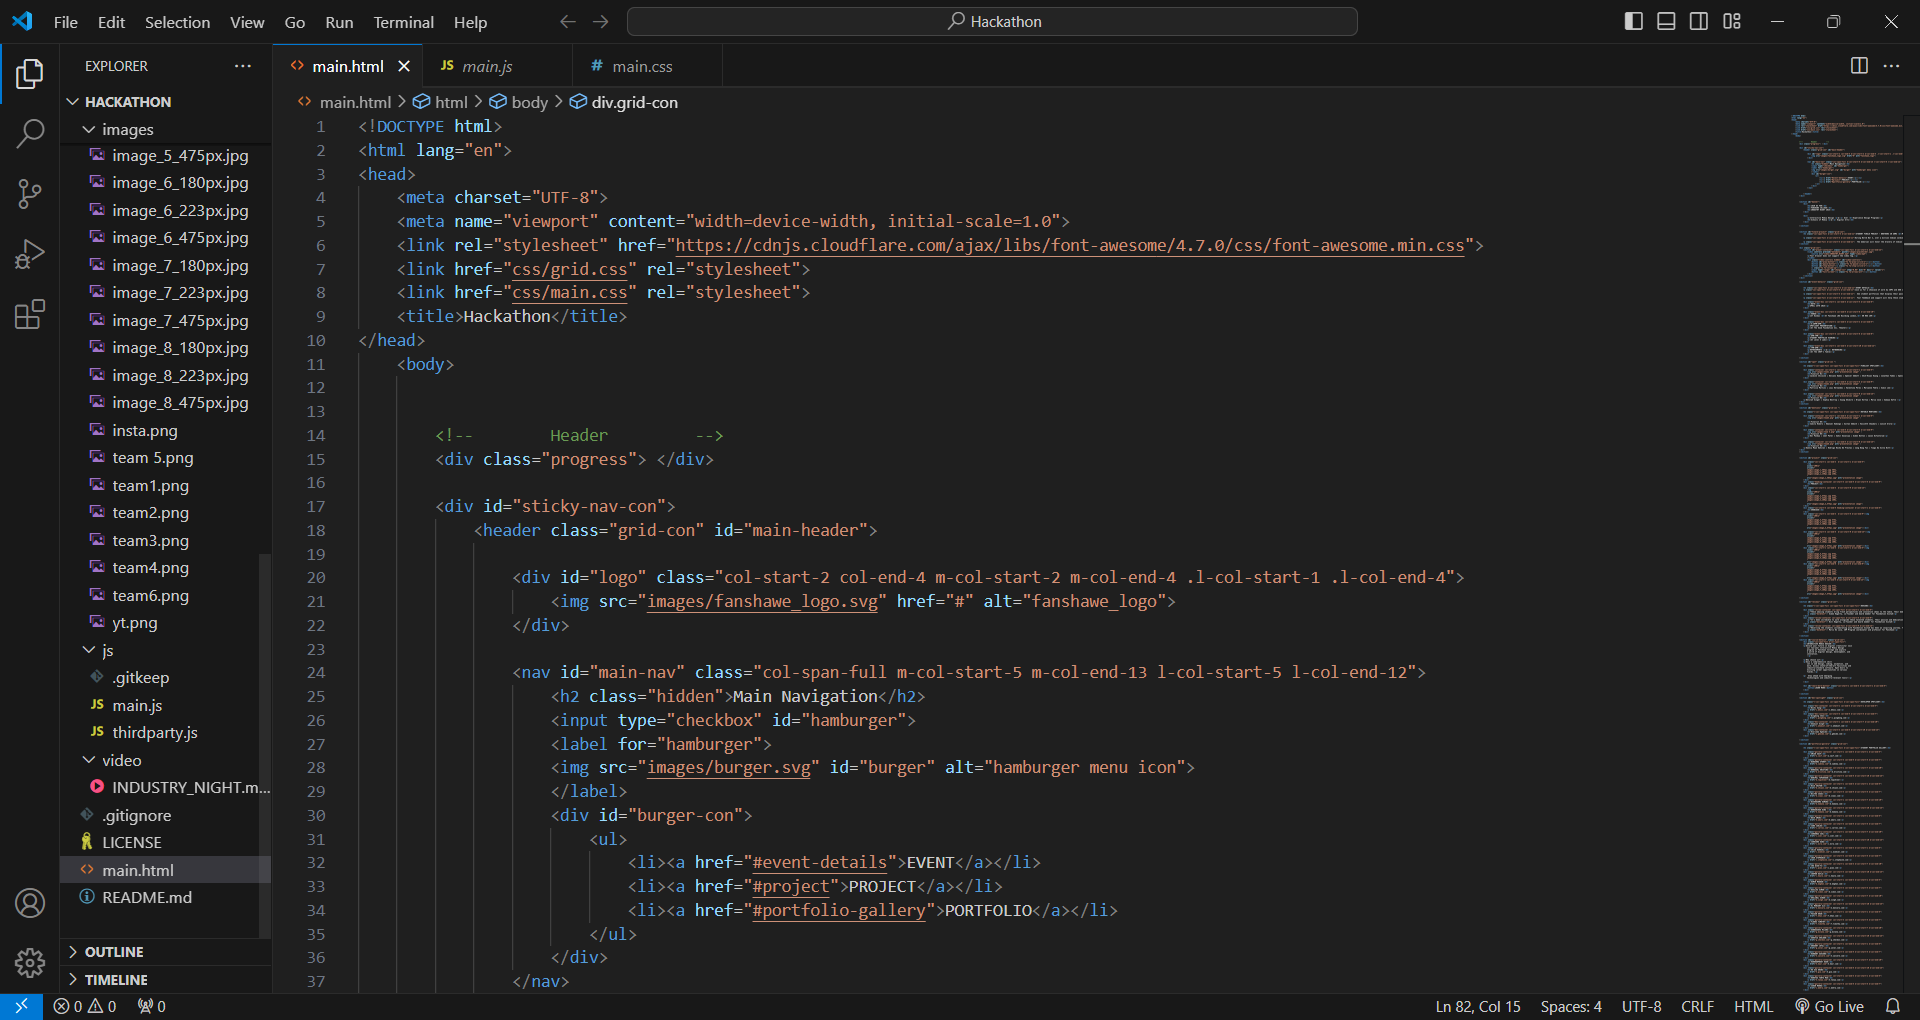 File Edit Selection View Go Run Terminal Help
Hackathon
EXPLORER
HACKATHON
images
image_5_475px.jpg
image_6_180px.jpg
image_6_223px.jpg
image_6_475px.jpg
image_7_180px.jpg
image_7_223px.jpg
image_7_475px.jpg
image_8_180px.jpg
image_8_223px.jpg
image_8_475px.jpg
insta.png
team 5.png
team1.png
team2.png
team3.png
team4.png
team6.png
yt.png
js
.gitkeep
JS main.js
JS thirdparty.js
video
INDUSTRY_NIGHT.m...
.gitignore
LICENSE
main.html
README.md
OUTLINE
TIMELINE
main.html JS main.js # main.css
main.html > html > body > div.grid-con
1 <!DOCTYPE html>
2 <html lang="en">
3 <head>
4 <meta charset="UTF-8">
5 <meta name="viewport" content="width=device-width, initial-scale=1.0">
6 <link rel="stylesheet" href="https://cdnjs.cloudflare.com/ajax/libs/font-awesome/4.7.0/css/font-awesome.min.css">
7 <link href="css/grid.css" rel="stylesheet">
8 <link href="css/main.css" rel="stylesheet">
9 <title>Hackathon</title>
10 </head>
11 <body>
12
13
14 <!-- Header -->
15 <div class="progress"> </div>
16
17 <div id="sticky-nav-con">
18 <header class="grid-con" id="main-header">
19
20 <div id="logo" class="col-start-2 col-end-4 m-col-start-2 m-col-end-4 .l-col-start-1 .l-col-end-4">
21 <img src="images/fanshawe_logo.svg" href="#" alt="fanshawe_logo">
22 </div>
23
24 <nav id="main-nav" class="col-span-full m-col-start-5 m-col-end-13 l-col-start-5 l-col-end-12">
25 <h2 class="hidden">Main Navigation</h2>
26 <input type="checkbox" id="hamburger">
27 <label for="hamburger">
28 <img src="images/burger.svg" id="burger" alt="hamburger menu icon">
29 </label>
30 <div id="burger-con">
31 <ul>
32 <li><a href="#event-details">EVENT</a></li>
33 <li><a href="#project">PROJECT</a></li>
34 <li><a href="#portfolio-gallery">PORTFOLIO</a></li>
35 </ul>
36 </div>
37 </nav>
0 0 0 Ln 82, Col 15 Spaces: 4 UTF-8 CRLF HTML Go Live